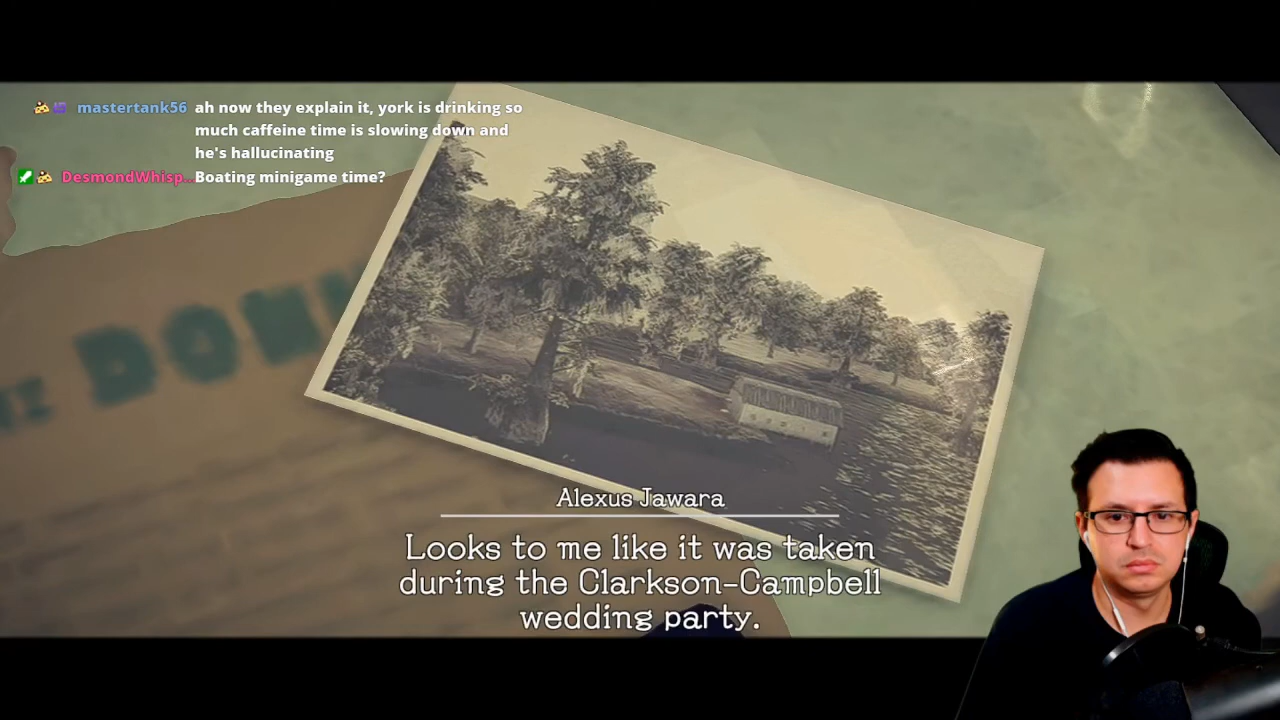 mastertank56 ah now they explain it, york is drinking so
much caffeine time is slowing down and
he's hallucinating
DesmondWhisp... Boating minigame time?
Alexus Jawara
Looks to me like it was taken
during the Clarkson-Campbell
wedding party.